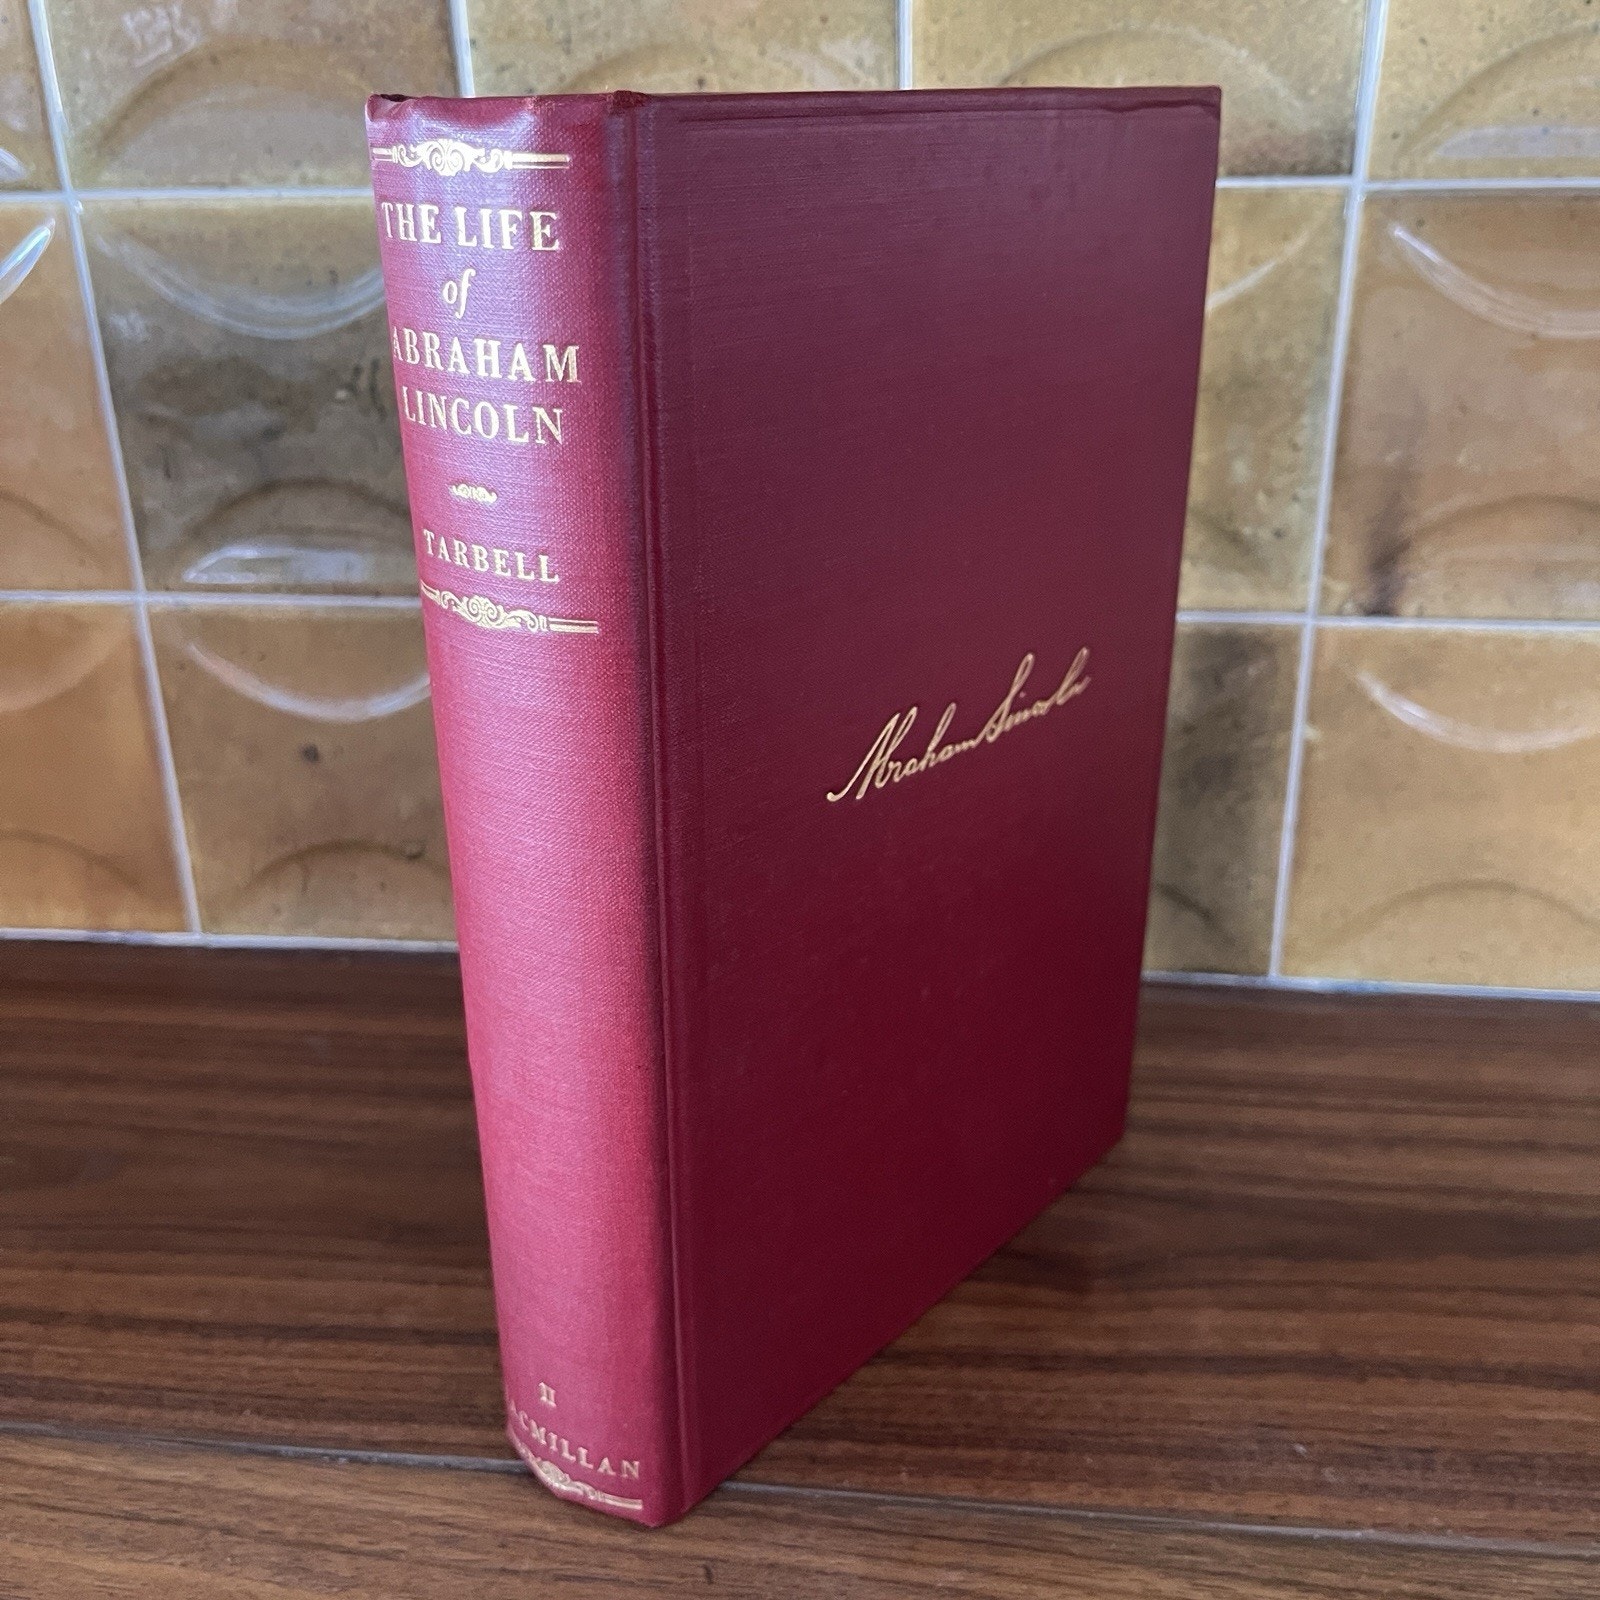 THE LIFE
of
ABRAHAM
LINCOLN
TARBELL
II
MACMILLAN
Abraham Lincoln